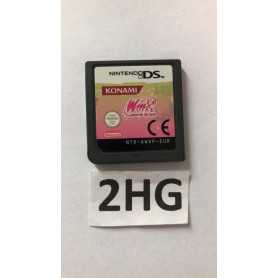 NINTENDO DS
KONAMI
Winx
CE
2HG